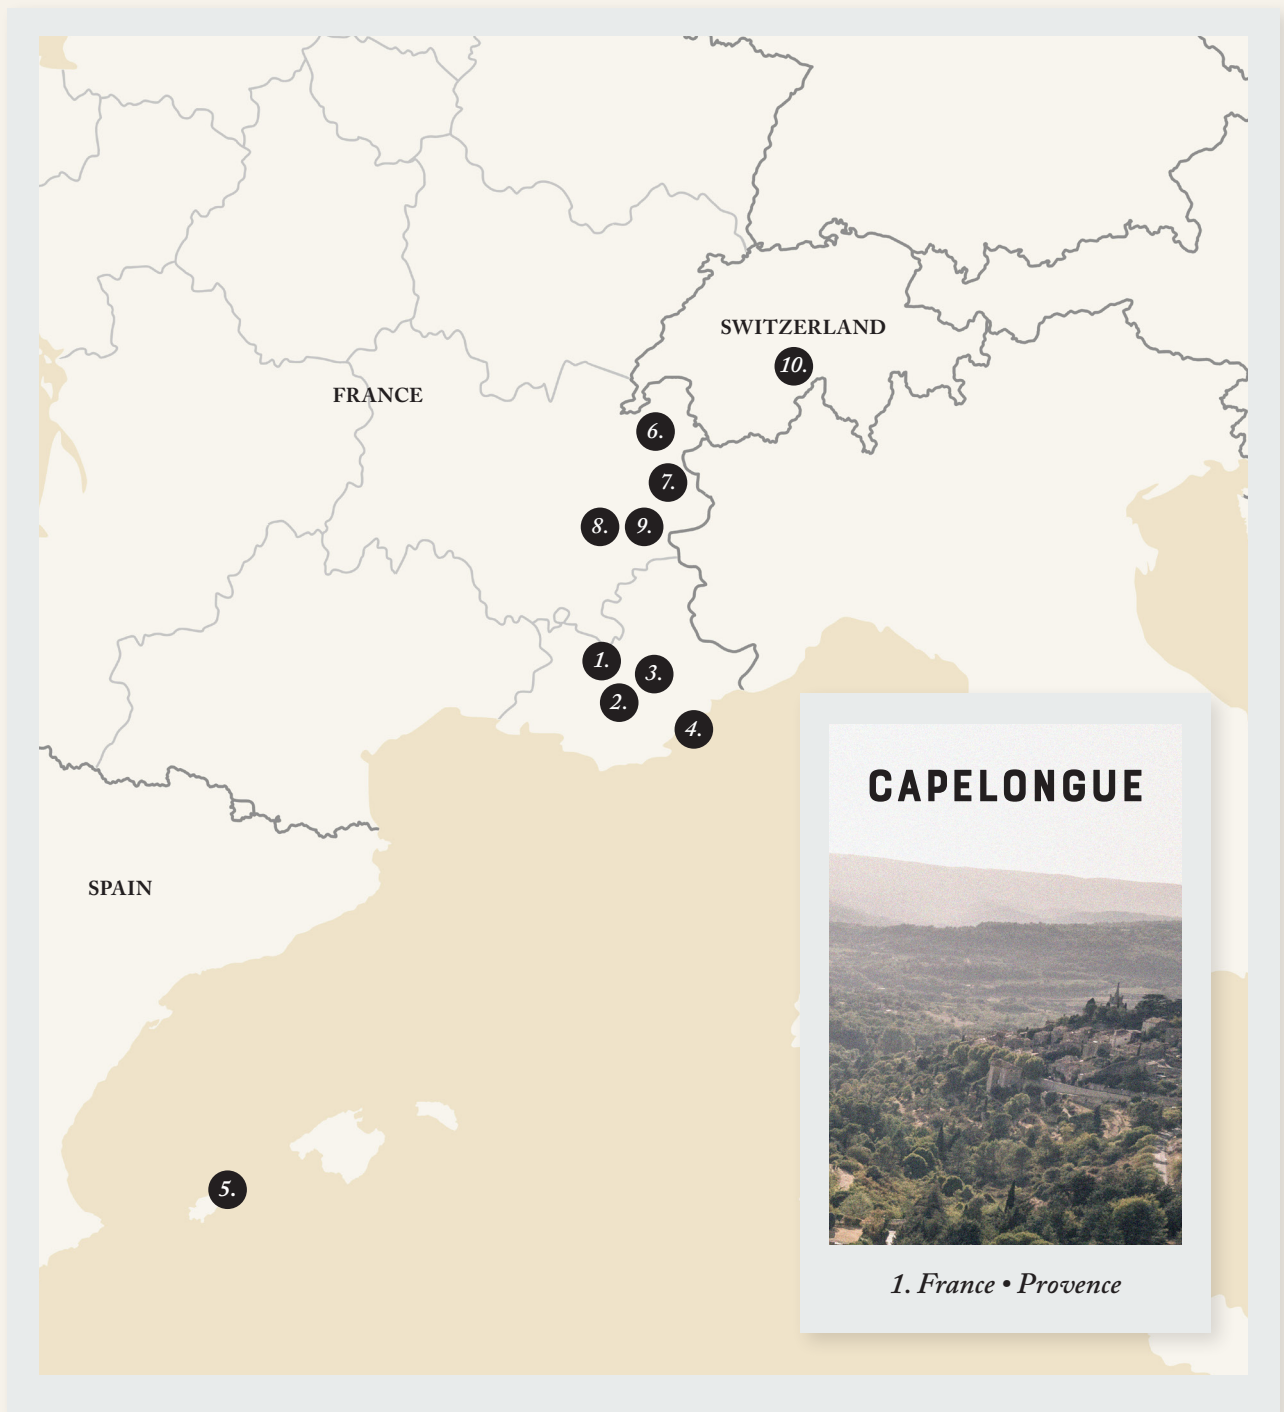 SWITZERLAND
10.
FRANCE
6.
7.
8. 9.
1.
3.
2.
4.
SPAIN
5.
CAPELONGUE
1. France • Provence